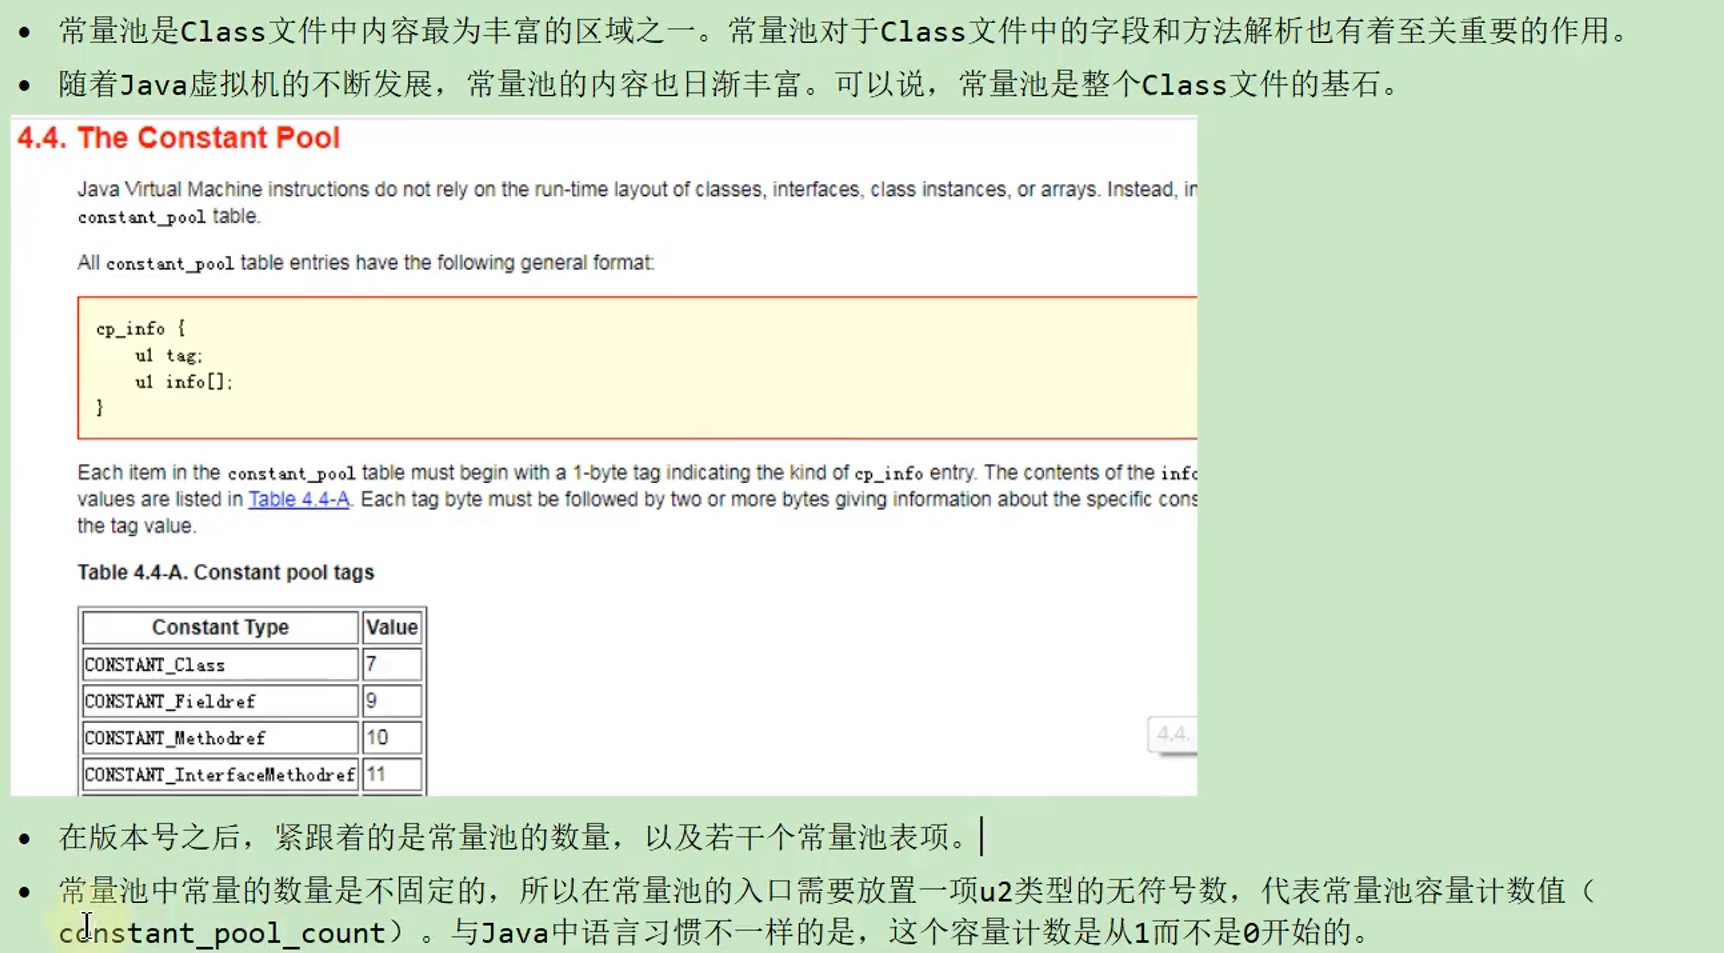 • 常量池是Class文件中内容最为丰富的区域之一。常量池对于Class文件中的字段和方法解析也有着至关重要的作用。
• 随着Java虚拟机的不断发展，常量池的内容也日渐丰富。可以说，常量池是整个Class文件的基石。
4.4. The Constant Pool
Java Virtual Machine instructions do not rely on the run-time layout of classes, interfaces, class instances, or arrays. Instead, in
constant_pool table.
All constant_pool table entries have the following general format:
cp_info {
    u1 tag;
    u1 info[];
}
Each item in the constant_pool table must begin with a 1-byte tag indicating the kind of cp_info entry. The contents of the info
values are listed in Table 4.4-A. Each tag byte must be followed by two or more bytes giving information about the specific cons
the tag value.
Table 4.4-A. Constant pool tags
Constant Type Value
CONSTANT_Class 7
CONSTANT_Fieldref 9
CONSTANT_Methodref 10
4.4.
CONSTANT_InterfaceMethodref 11
• 在版本号之后，紧跟着的是常量池的数量，以及若干个常量池表项。
• 常量池中常量的数量是不固定的，所以在常量池的入口需要放置一项u2类型的无符号数，代表常量池容量计数值（
constant_pool_count）。与Java中语言习惯不一样的是，这个容量计数是从1而不是0开始的。